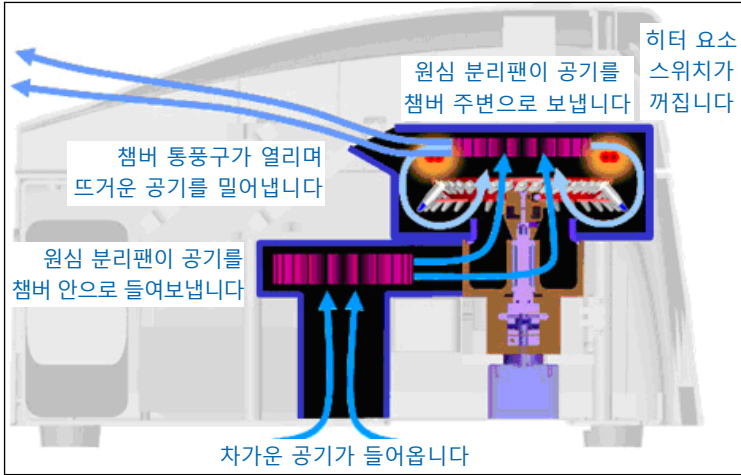 히터 요소
스위치가
꺼집니다
원심 분리팬이 공기를
챔버 주변으로 보냅니다
챔버 통풍구가 열리며
뜨거운 공기를 밀어냅니다
원심 분리팬이 공기를
챔버 안으로 들여보냅니다
차가운 공기가 들어옵니다